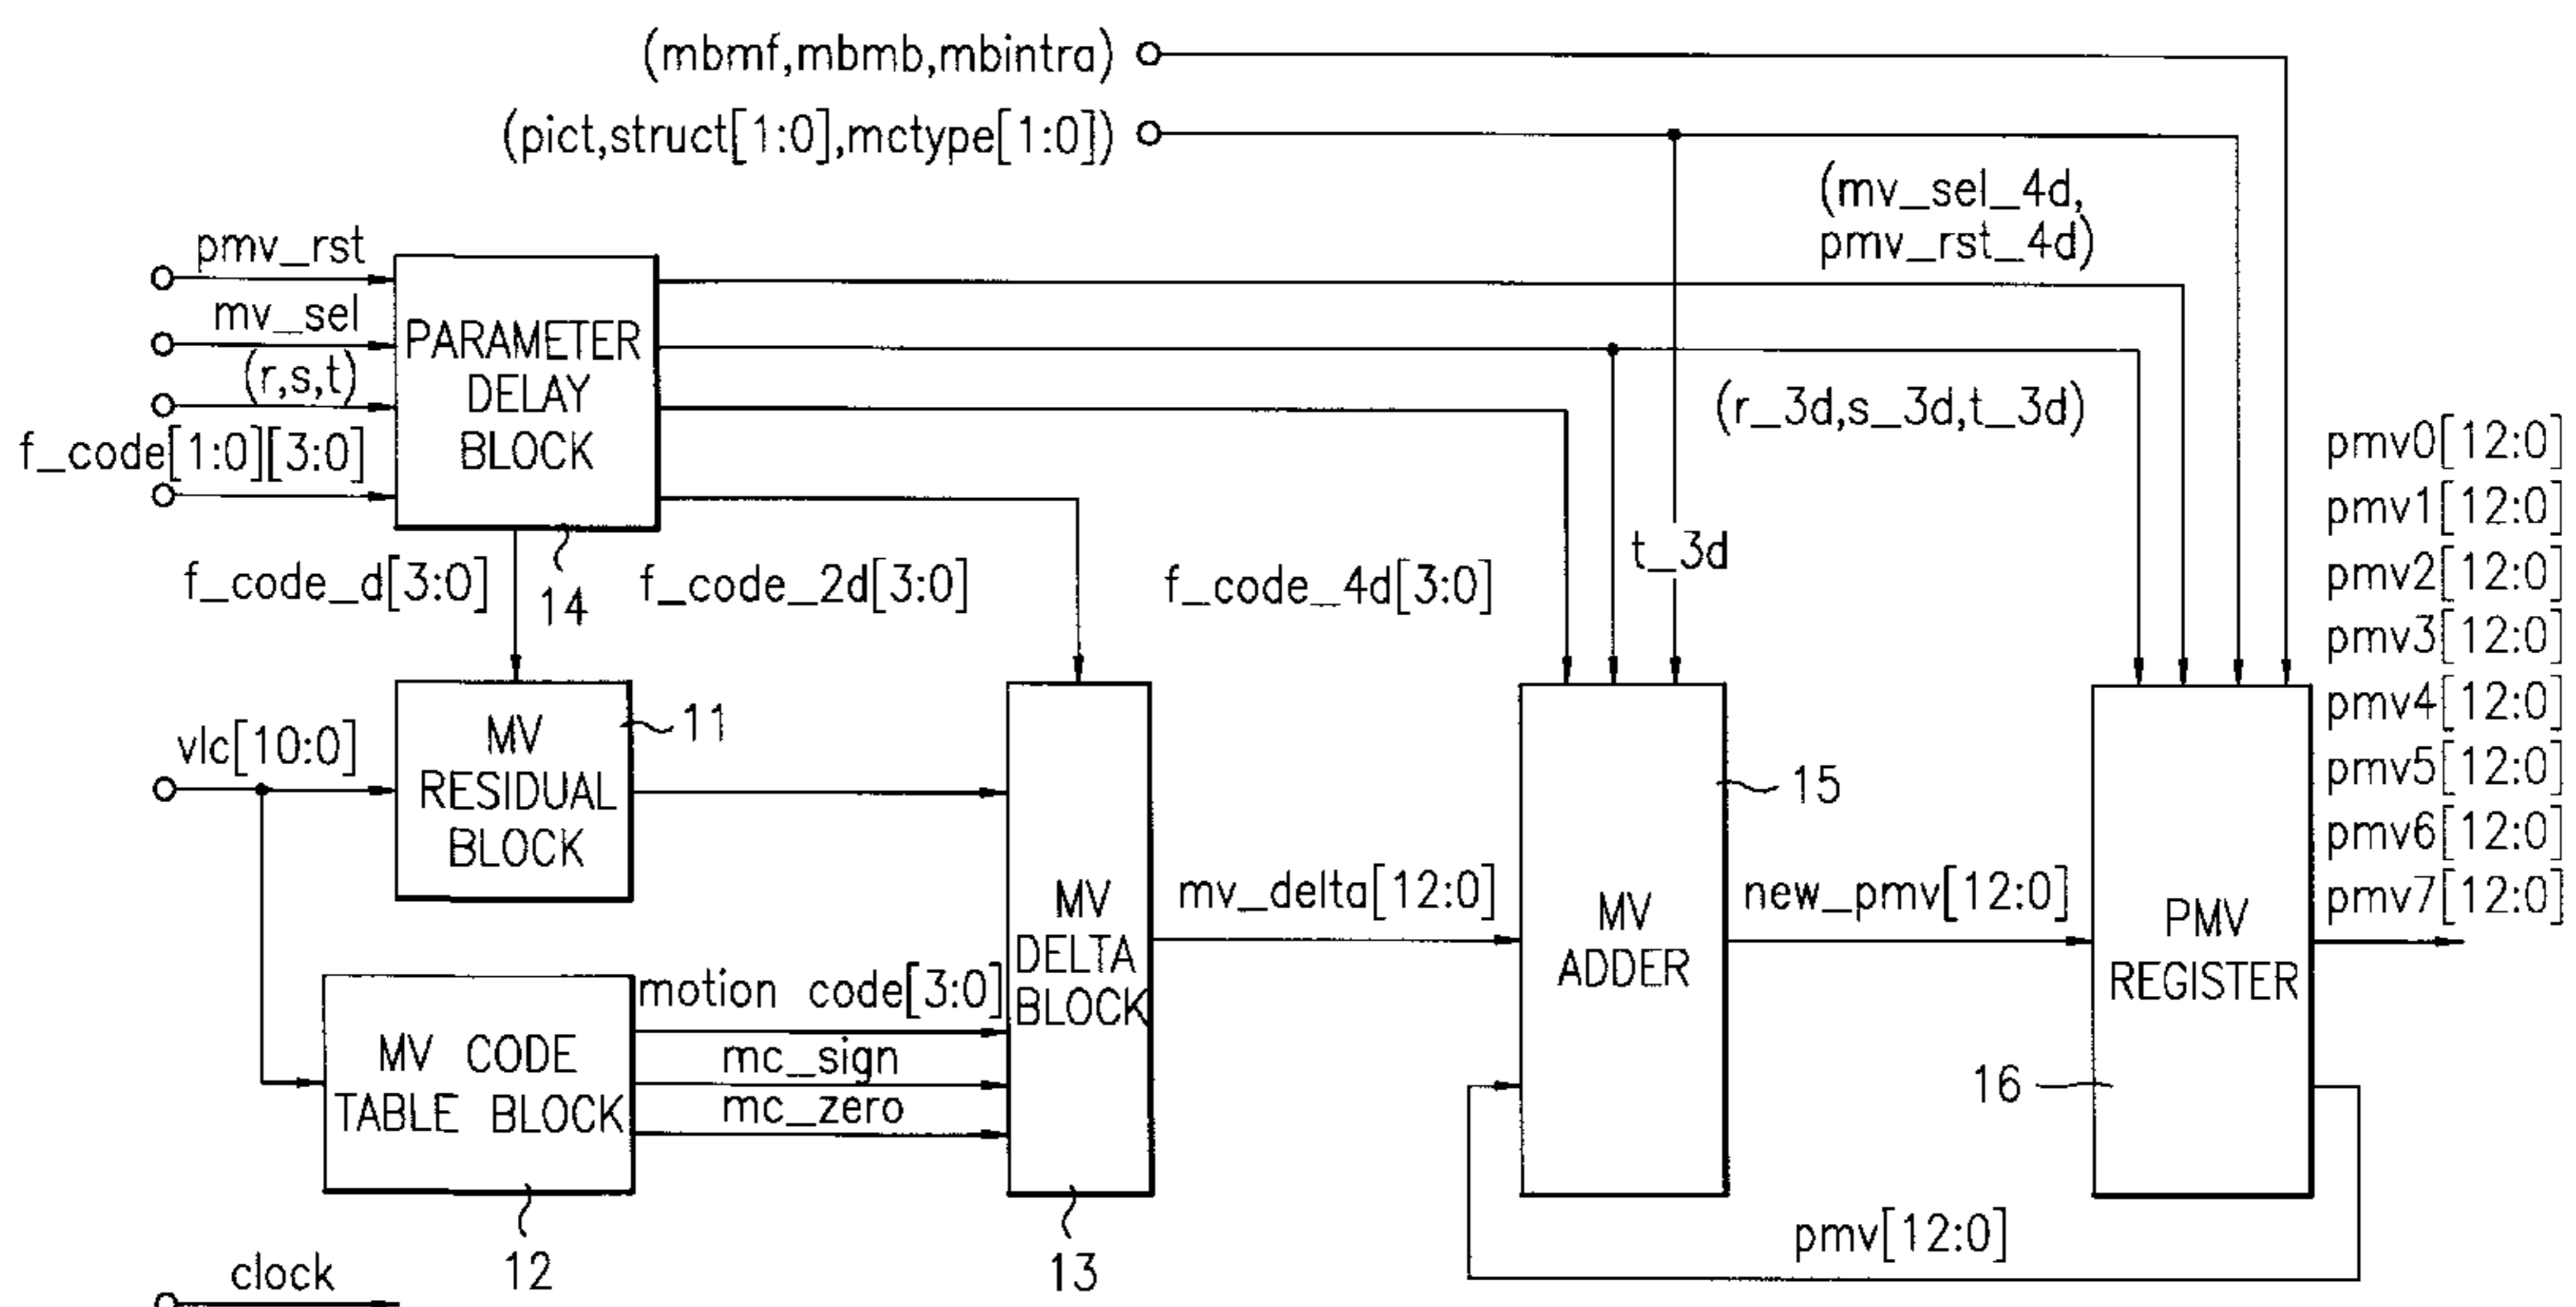 (mbmf,mbmb,mbintra)
(pict,struct[1:0],mctype[1:0])
(mv_sel_4d,
pmv_rst_4d)
pmv_rst
mv_sel
(r,s,t)
f_code[1:0][3:0]
PARAMETER
DELAY
BLOCK
14
(r_3d,s_3d,t_3d)
t_3d
f_code_d[3:0]
f_code_2d[3:0]
f_code_4d[3:0]
pmv0[12:0]
pmv1[12:0]
pmv2[12:0]
pmv3[12:0]
pmv4[12:0]
pmv5[12:0]
pmv6[12:0]
pmv7[12:0]
vlc[10:0]
MV
RESIDUAL
BLOCK
11
MV CODE
TABLE BLOCK
12
motion code[3:0]
mc_sign
mc_zero
MV
DELTA
BLOCK
13
mv_delta[12:0]
MV
ADDER
15
new_pmv[12:0]
PMV
REGISTER
16
pmv[12:0]
clock